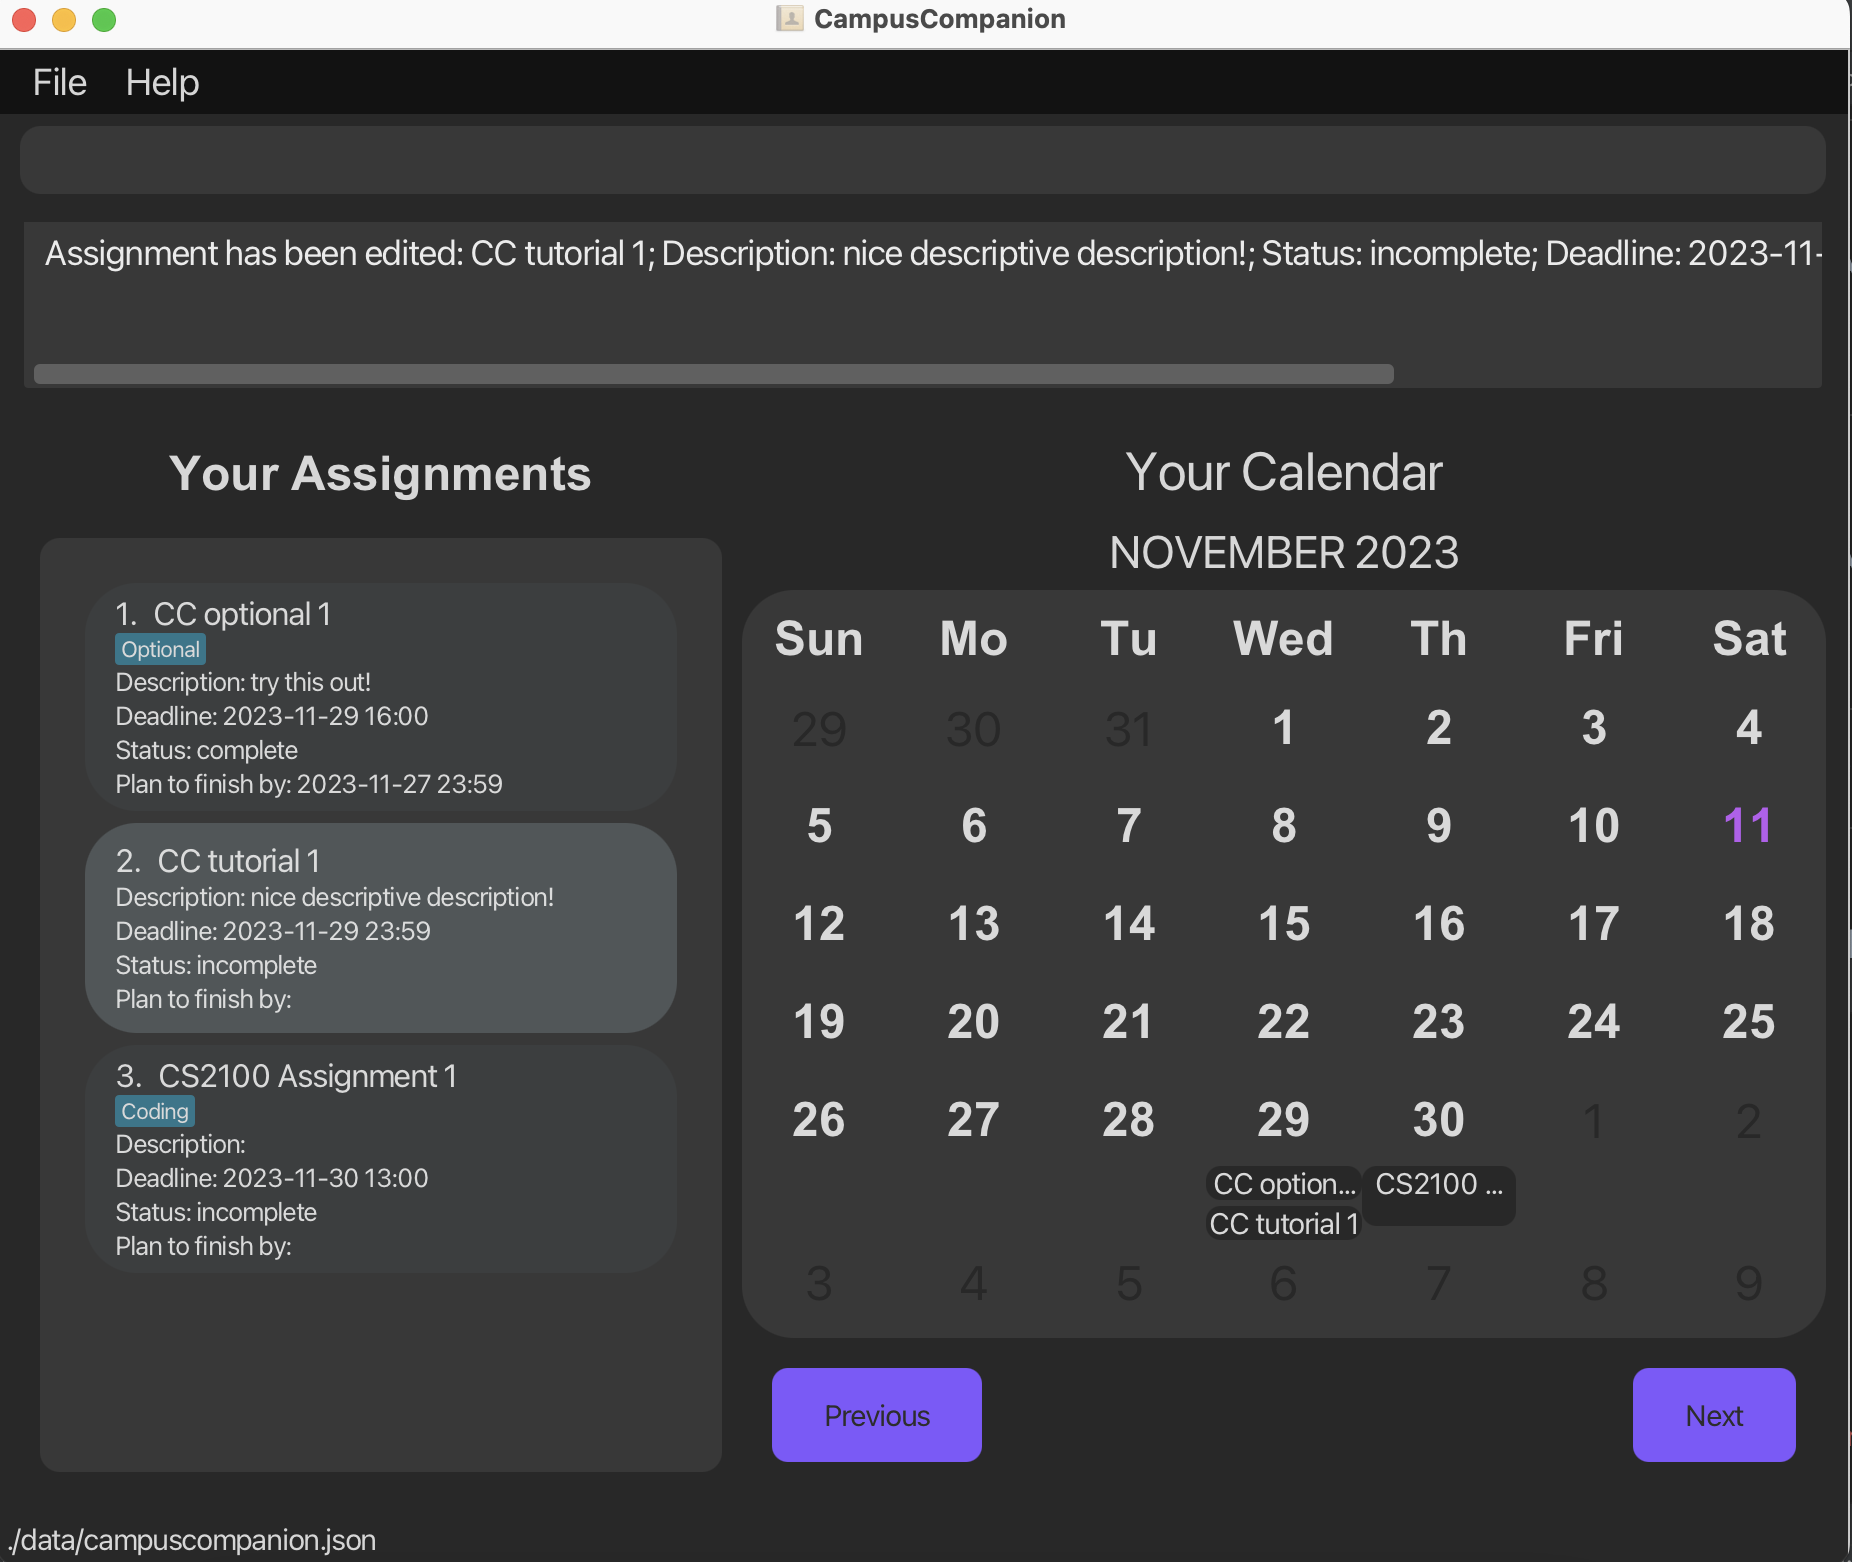 CampusCompanion
File Help
Assignment has been edited: CC tutorial 1; Description: nice descriptive description!; Status: incomplete; Deadline: 2023-11-
Your Assignments
1. CC optional 1
Optional
Description: try this out!
Deadline: 2023-11-29 16:00
Status: complete
Plan to finish by: 2023-11-27 23:59
2. CC tutorial 1
Description: nice descriptive description!
Deadline: 2023-11-29 23:59
Status: incomplete
Plan to finish by:
3. CS2100 Assignment 1
Coding
Description:
Deadline: 2023-11-30 13:00
Status: incomplete
Plan to finish by:
Your Calendar
NOVEMBER 2023
Sun Mo Tu Wed Th Fri Sat
29 30 31 1 2 3 4
5 6 7 8 9 10 11
12 13 14 15 16 17 18
19 20 21 22 23 24 25
26 27 28 29 30 1 2
CC option... CS2100 ...
CC tutorial 1
3 4 5 6 7 8 9
Previous Next
./data/campuscompanion.json